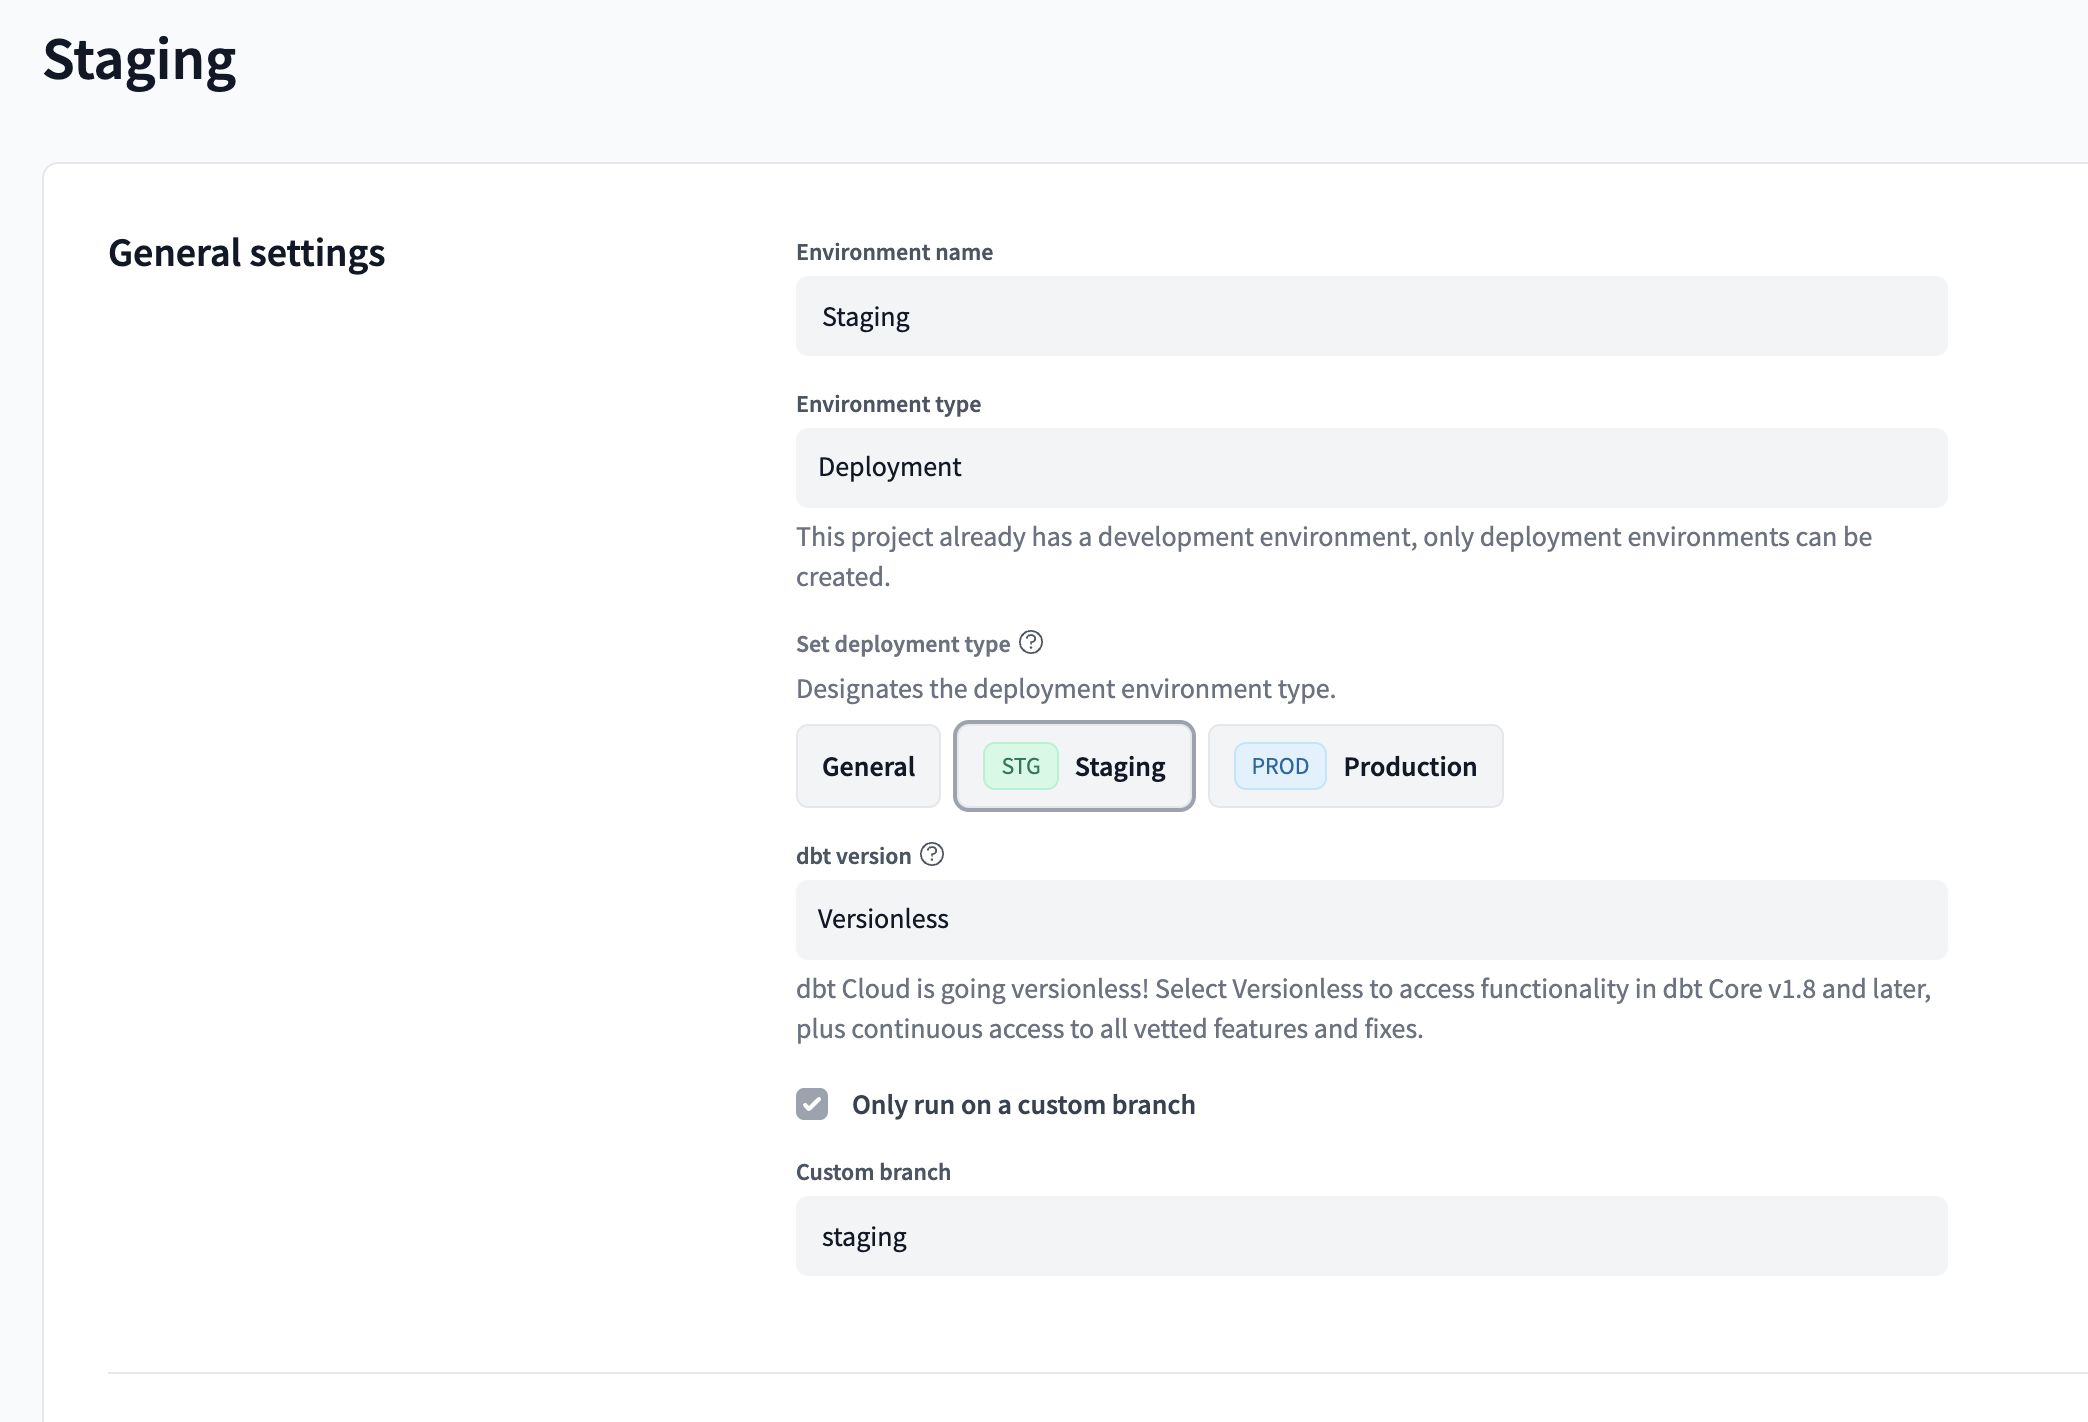 Staging
General settings
Environment name
Staging
Environment type
Deployment
This project already has a development environment, only deployment environments can be
created.
Set deployment type
Designates the deployment environment type.
General STG Staging PROD Production
dbt version
Versionless
dbt Cloud is going versionless! Select Versionless to access functionality in dbt Core v1.8 and later,
plus continuous access to all vetted features and fixes.
Only run on a custom branch
Custom branch
staging